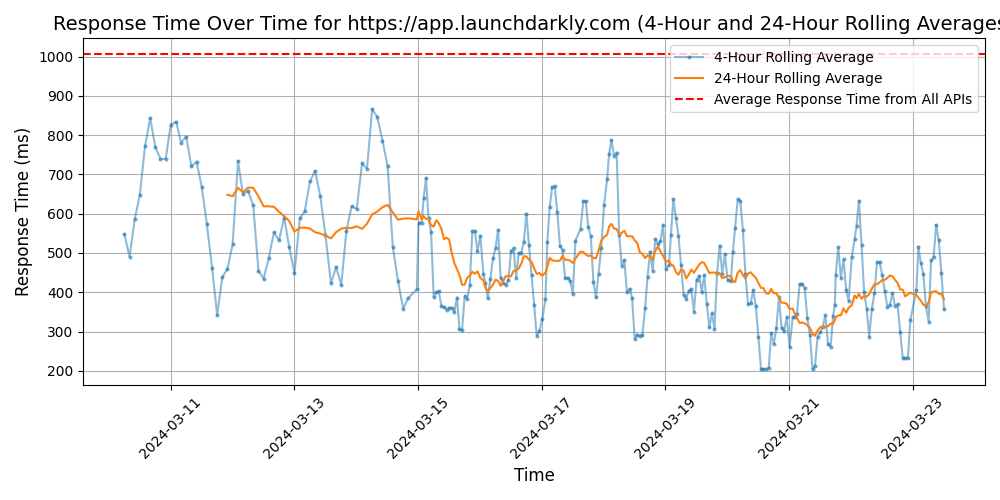 Response Time Over Time for https://app.launchdarkly.com (4-Hour and 24-Hour Rolling Averages
1000
900
800
700
600
500
400
300
200
Response Time (ms)
4-Hour Rolling Average
24-Hour Rolling Average
Average Response Time from All APIs
2024-03-11
2024-03-13
2024-03-15
2024-03-17
2024-03-19
2024-03-21
2024-03-23
Time